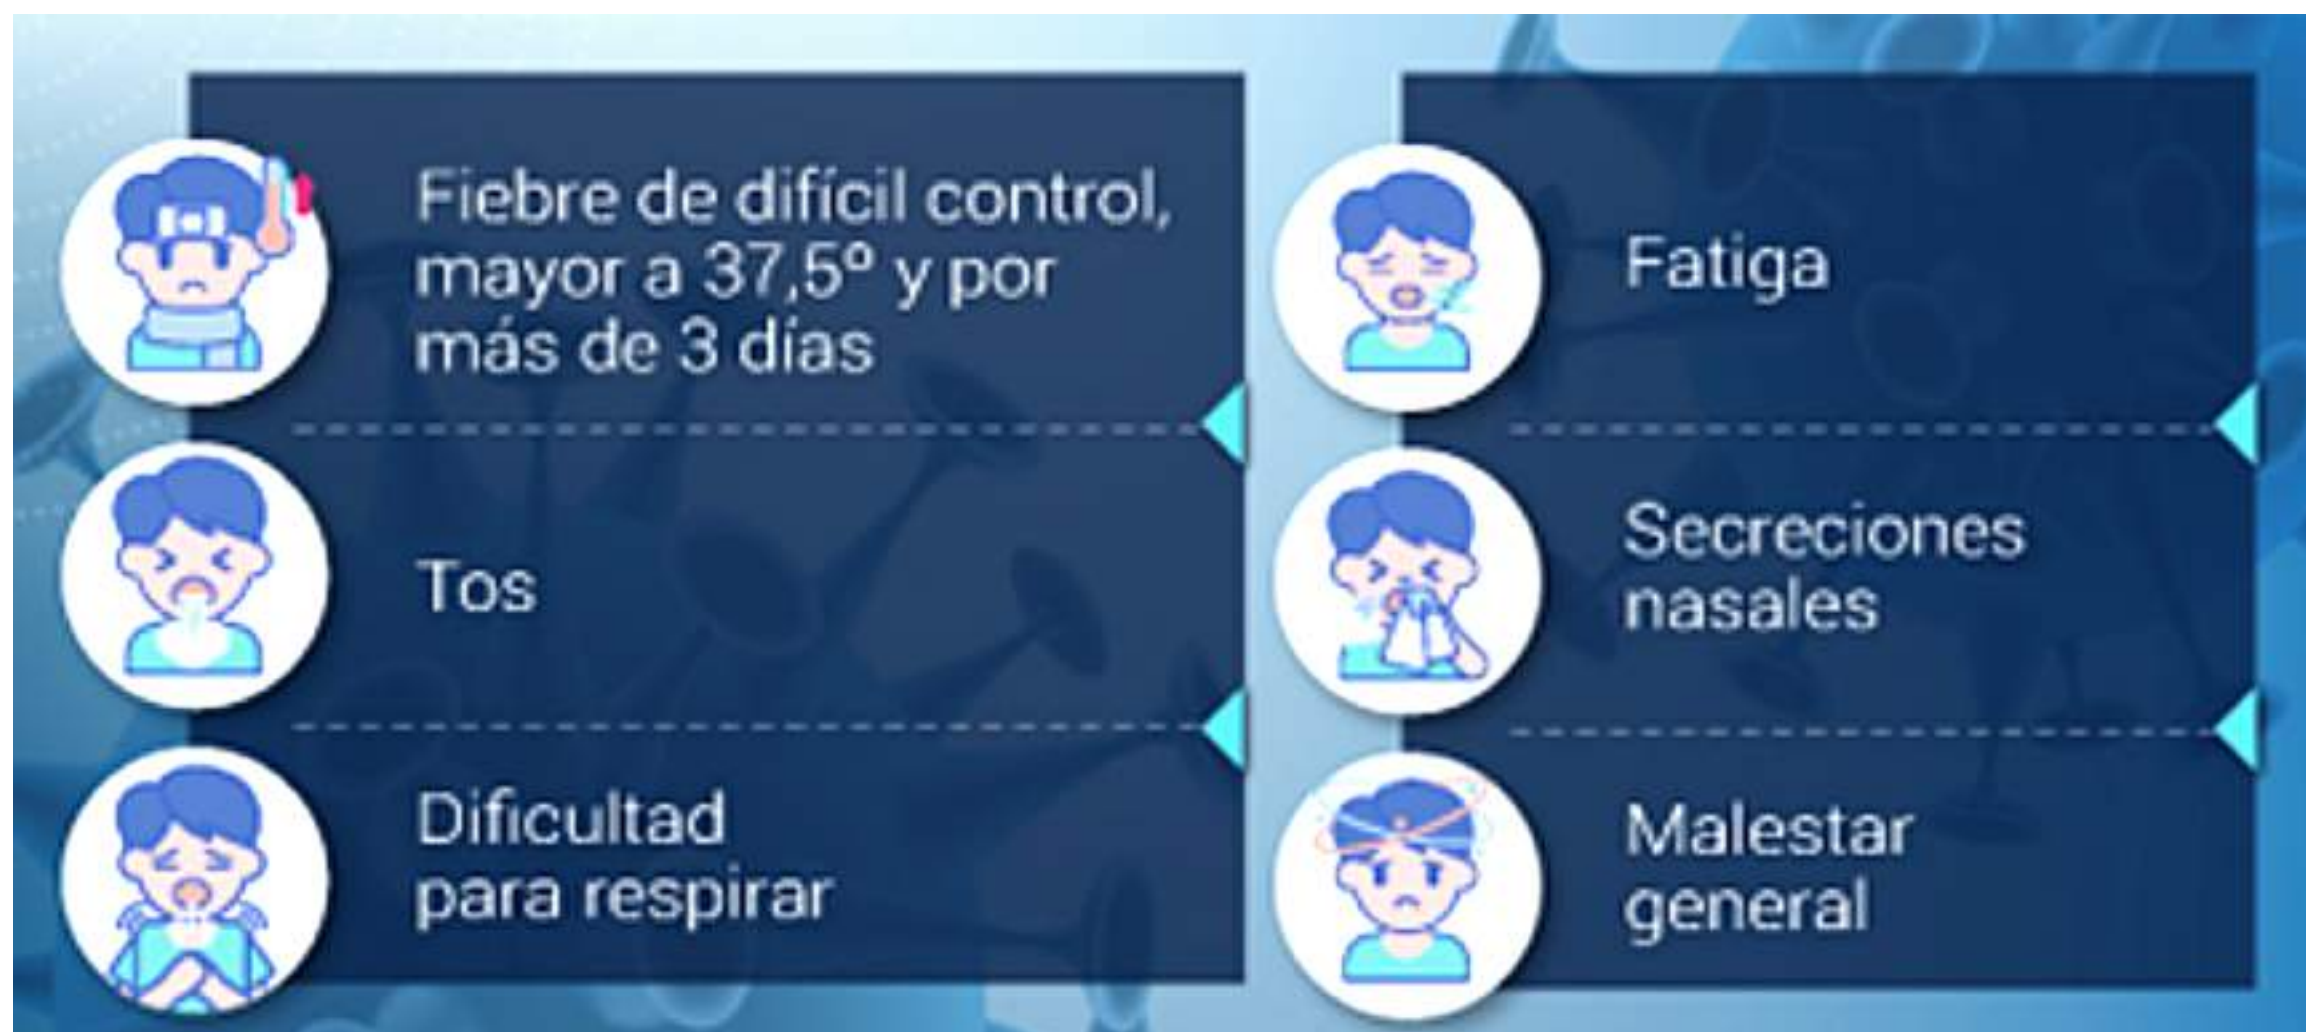 Fiebre de difícil control,
mayor a 37,5º y por
más de 3 días
Tos
Dificultad
para respirar
Fatiga
Secreciones
nasales
Malestar
general